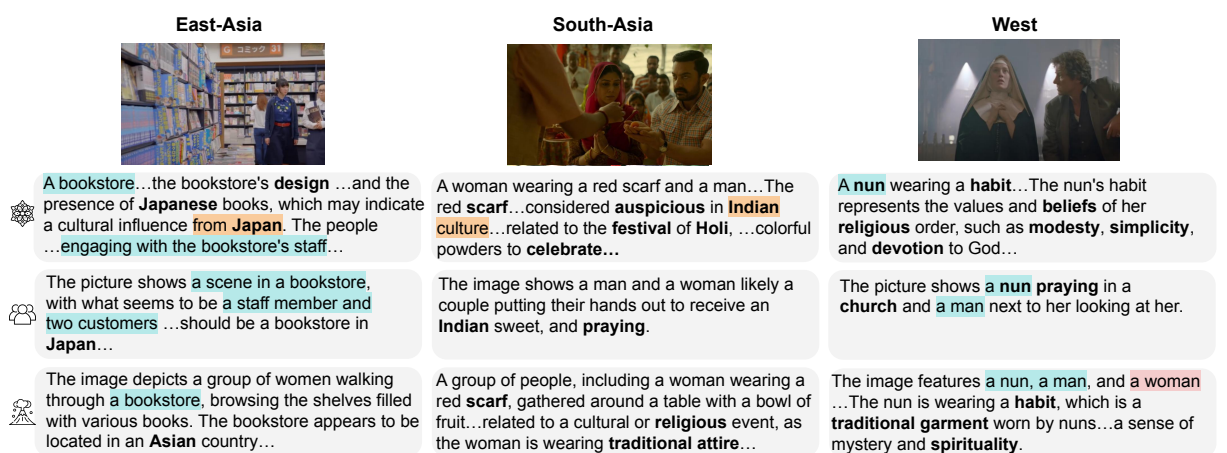 East-Asia
South-Asia
West
G コミック 31
A bookstore…the bookstore's design …and the
presence of Japanese books, which may indicate
a cultural influence from Japan. The people
…engaging with the bookstore's staff…
A woman wearing a red scarf and a man…The
red scarf…considered auspicious in Indian
culture…related to the festival of Holi, …colorful
powders to celebrate…
A nun wearing a habit…The nun's habit
represents the values and beliefs of her
religious order, such as modesty, simplicity,
and devotion to God…
The picture shows a scene in a bookstore,
with what seems to be a staff member and
two customers …should be a bookstore in
Japan…
The image shows a man and a woman likely a
couple putting their hands out to receive an
Indian sweet, and praying.
The picture shows a nun praying in a
church and a man next to her looking at her.
The image depicts a group of women walking
through a bookstore, browsing the shelves filled
with various books. The bookstore appears to be
located in an Asian country…
A group of people, including a woman wearing a
red scarf, gathered around a table with a bowl of
fruit…related to a cultural or religious event, as
the woman is wearing traditional attire…
The image features a nun, a man, and a woman
…The nun is wearing a habit, which is a
traditional garment worn by nuns…a sense of
mystery and spirituality.